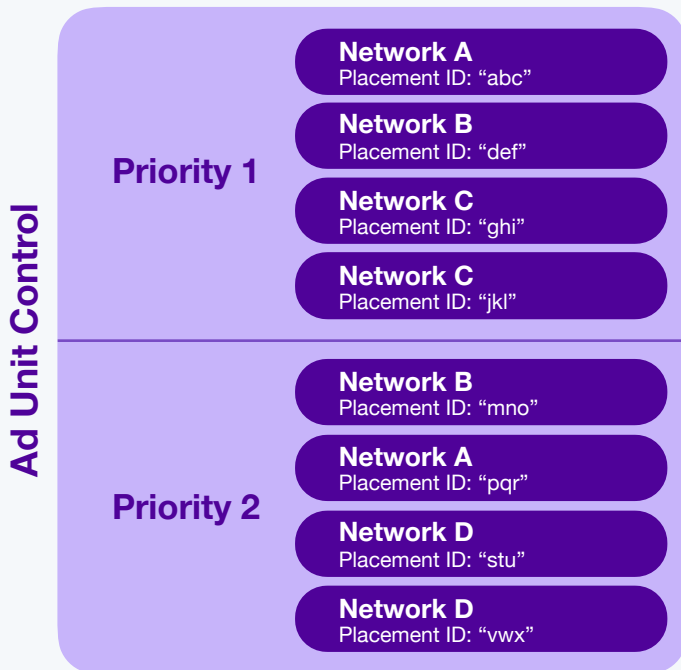 Ad Unit Control
Priority 1
Network A
Placement ID: “abc”
Network B
Placement ID: “def”
Network C
Placement ID: “ghi”
Network C
Placement ID: “jkl”
Priority 2
Network B
Placement ID: “mno”
Network A
Placement ID: “pqr”
Network D
Placement ID: “stu”
Network D
Placement ID: “vwx”